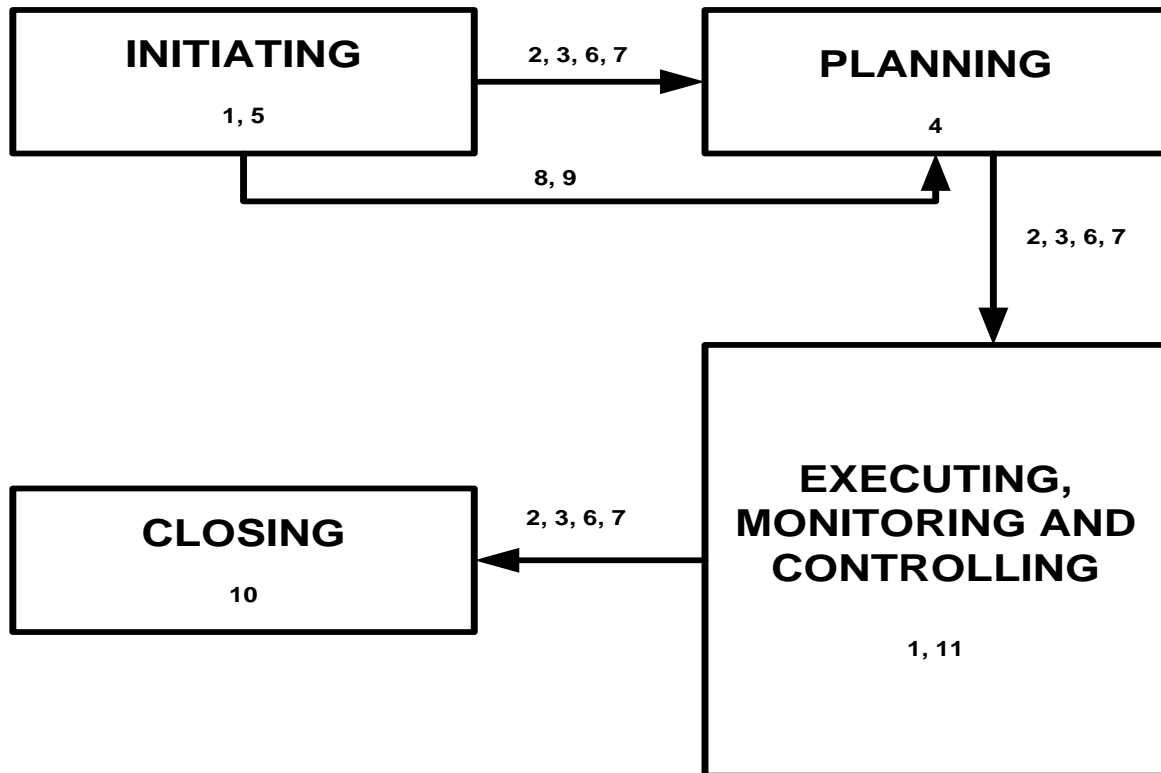 INITIATING
1, 5
2, 3, 6, 7
PLANNING
4
8, 9
2, 3, 6, 7
EXECUTING,
MONITORING AND
CONTROLLING
1, 11
2, 3, 6, 7
CLOSING
10